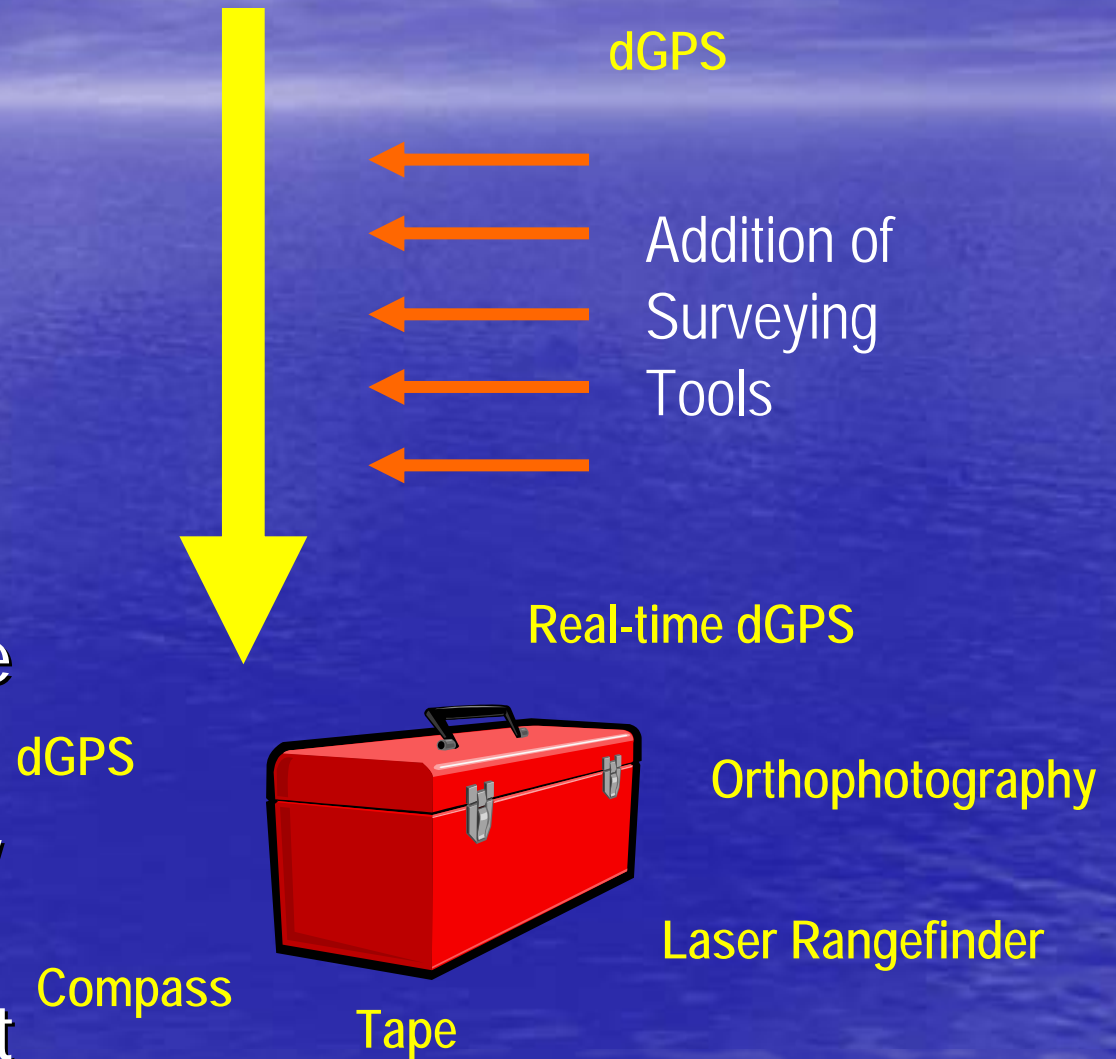 dGPS
Addition of
Surveying
Tools
Real-time dGPS
dGPS
Orthophotography
Laser Rangefinder
Compass
Tape